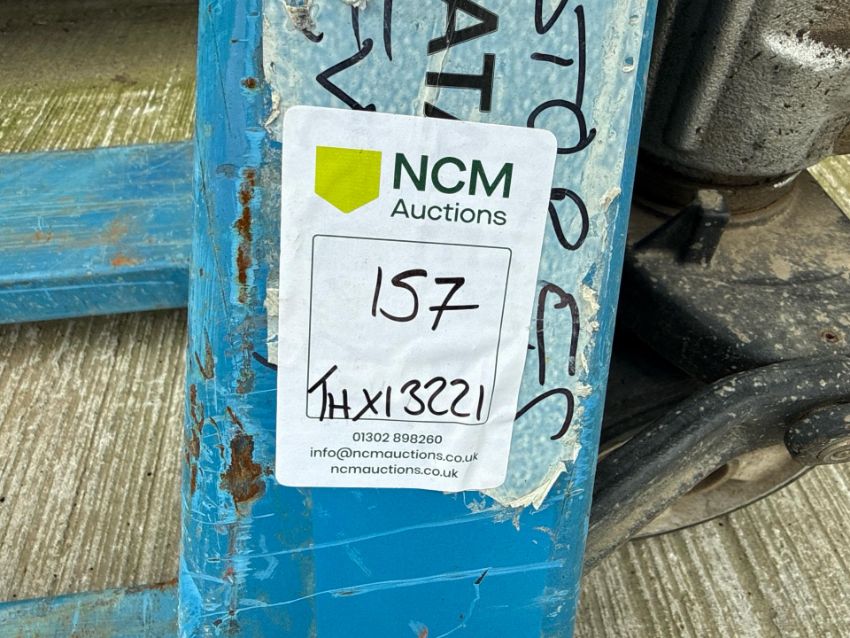 NCM
Auctions
157
THX13221
01302 898260
info@ncmauctions.co.uk
ncmauctions.co.uk